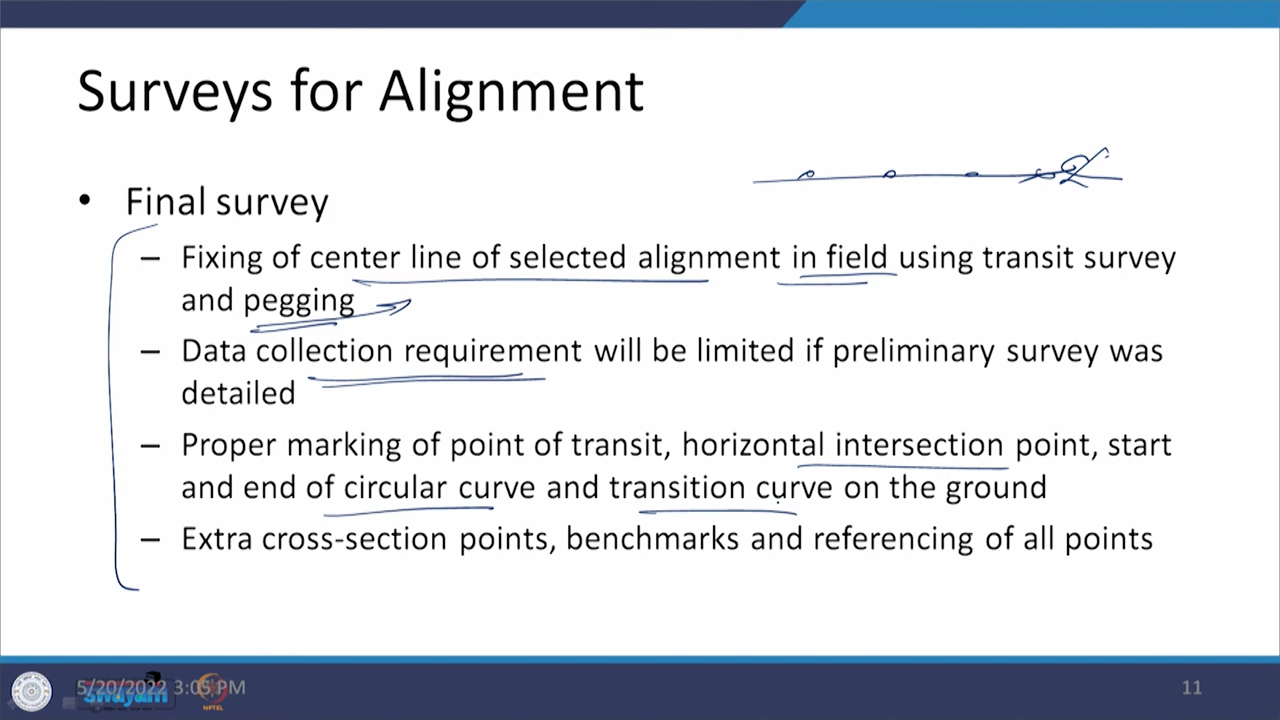 Surveys for Alignment
• Final survey
– Fixing of center line of selected alignment in field using transit survey
and pegging
– Data collection requirement will be limited if preliminary survey was
detailed
– Proper marking of point of transit, horizontal intersection point, start
and end of circular curve and transition curve on the ground
– Extra cross-section points, benchmarks and referencing of all points
5/20/2022 3:05 PM
swayam
NPTEL
11